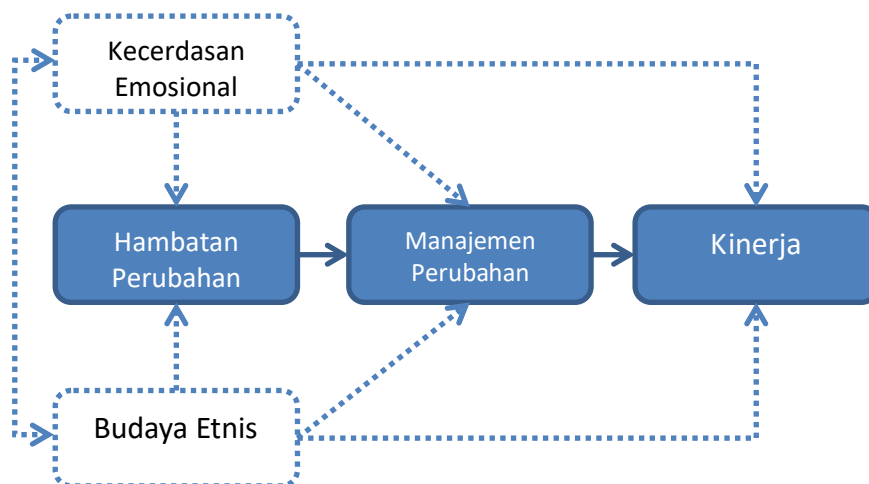 Kecerdasan
Emosional
Hambatan
Perubahan
Manajemen
Perubahan
Kinerja
Budaya Etnis